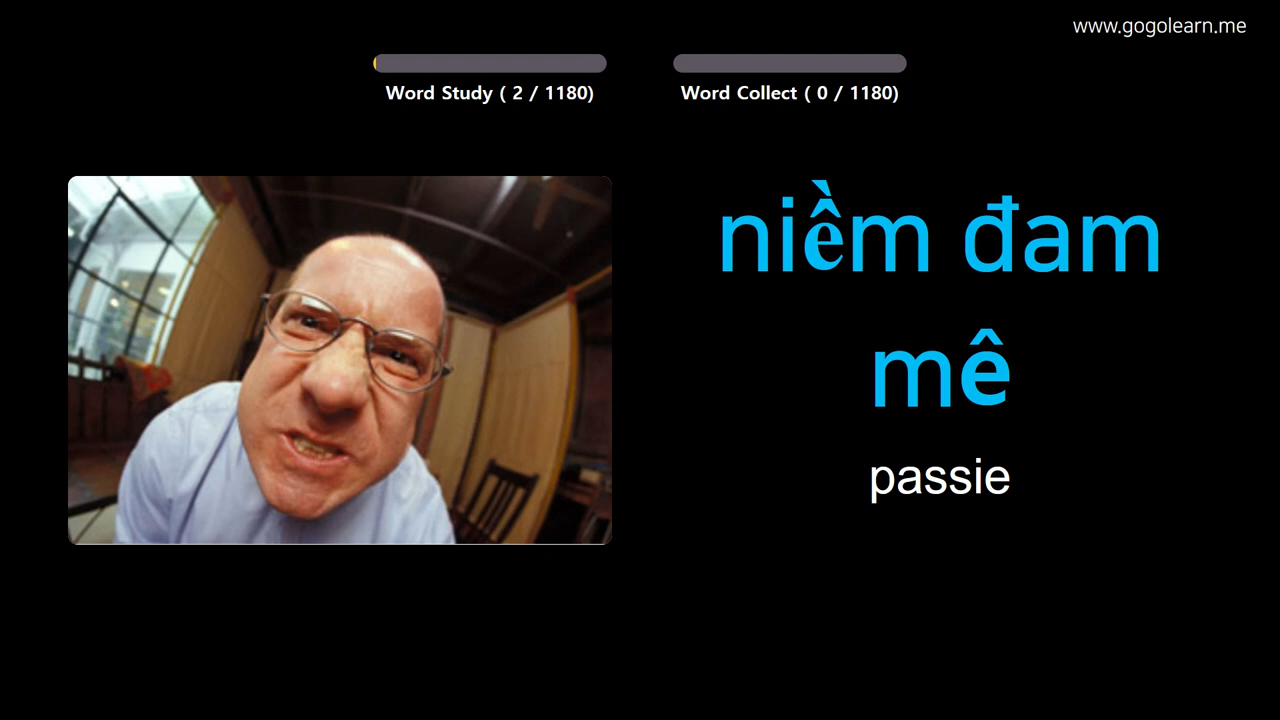 www.gogolearn.me
Word Study ( 2 / 1180)
Word Collect ( 0 / 1180)
niềm đam
mê
passie